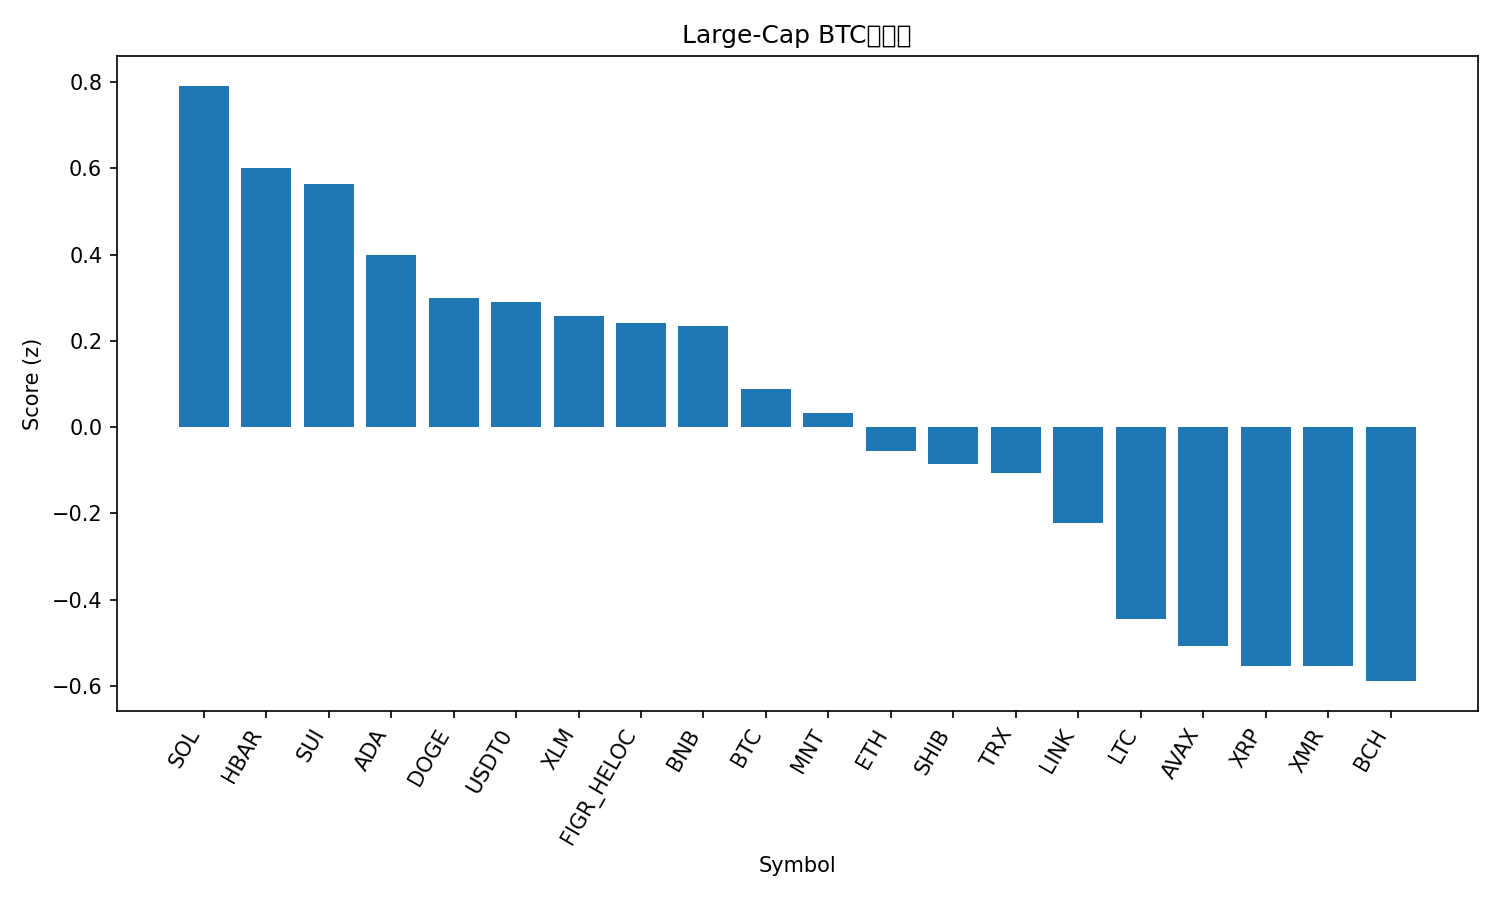 Large-Cap BTC
Score (z)
0.8
0.6
0.4
0.2
0.0
−0.2
−0.4
−0.6
SOL
HBAR
SUI
ADA
DOGE
USDT0
XLM
FIGR_HELOC
BNB
BTC
MNT
ETH
SHIB
TRX
LINK
LTC
AVAX
XRP
XMR
BCH
Symbol